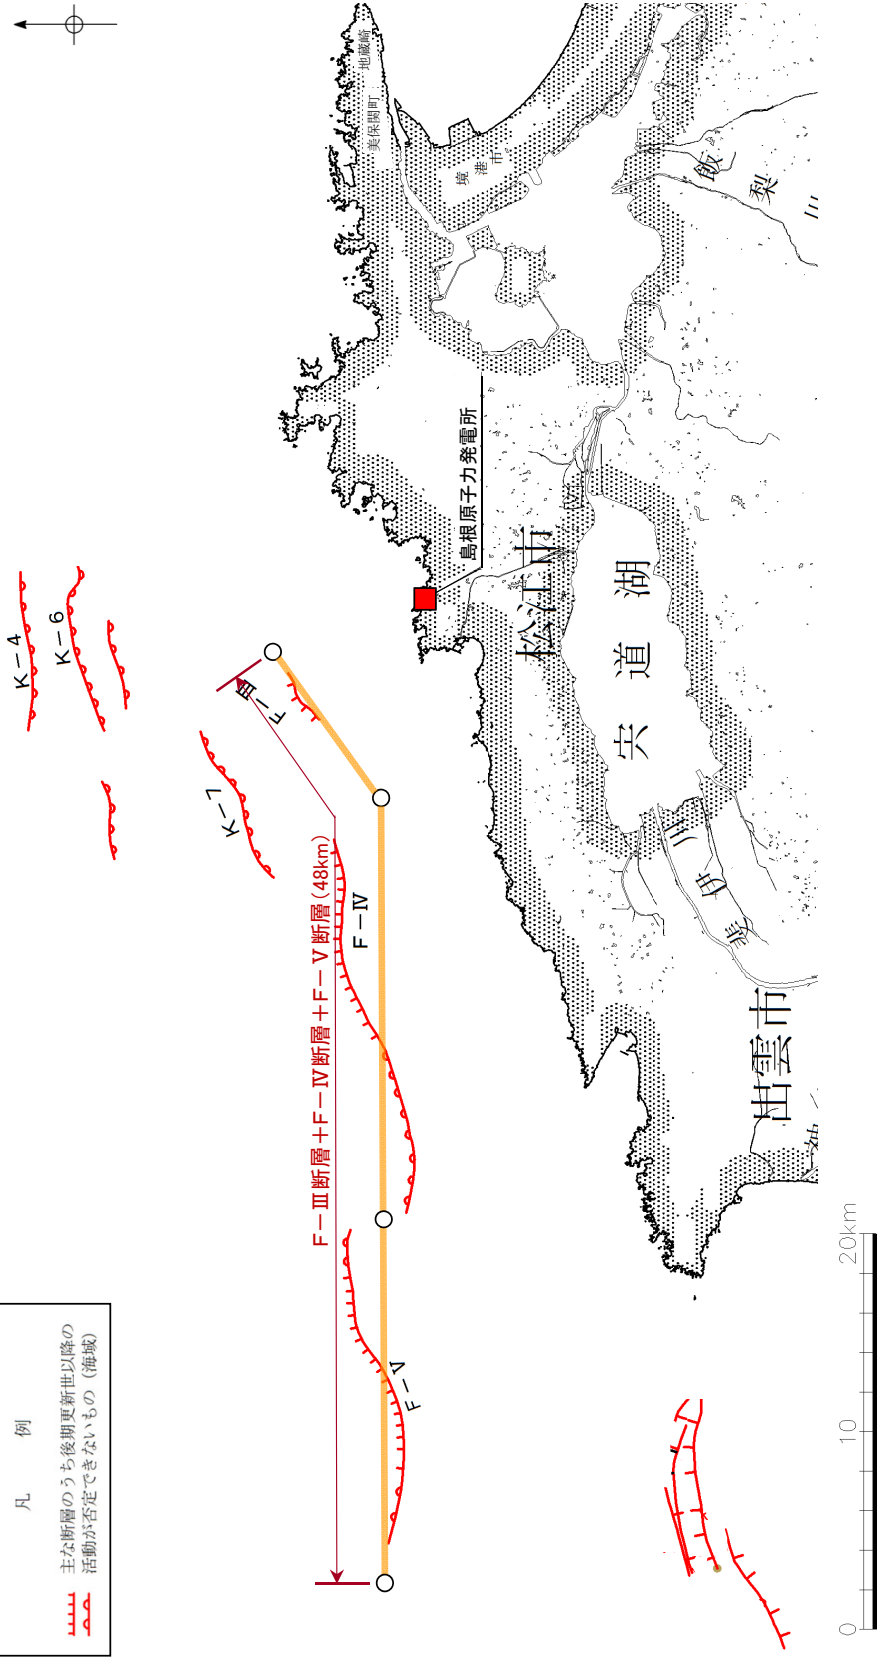 凡例
主な断層のうち後期更新世以降の
活動が否定できないもの（海域）
K－4
K－6
K－7
F－Ⅲ
F－Ⅳ
F－Ⅴ
F－Ⅲ断層＋F－Ⅳ断層＋F－Ⅴ断層(48km)
地蔵崎
美保関町
境港市
島根原子力発電所
松江市
宍道湖
飯梨川
斐伊川
出雲市
神
0 10 20km